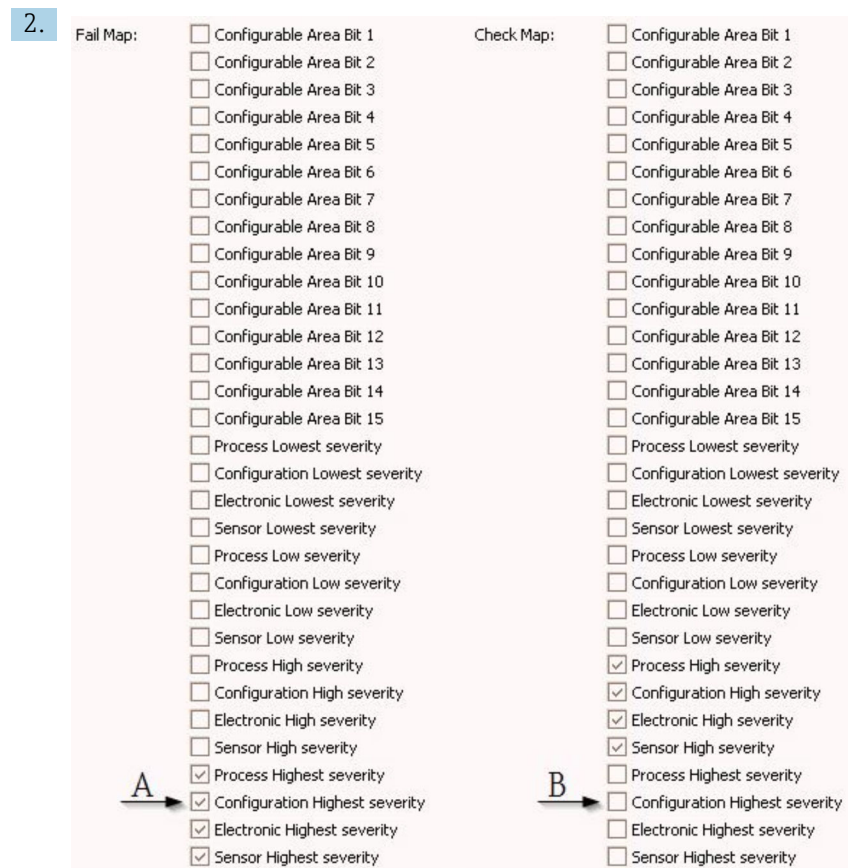 2.
Fail Map: Configurable Area Bit 1 Check Map: Configurable Area Bit 1
Configurable Area Bit 2 Configurable Area Bit 2
Configurable Area Bit 3 Configurable Area Bit 3
Configurable Area Bit 4 Configurable Area Bit 4
Configurable Area Bit 5 Configurable Area Bit 5
Configurable Area Bit 6 Configurable Area Bit 6
Configurable Area Bit 7 Configurable Area Bit 7
Configurable Area Bit 8 Configurable Area Bit 8
Configurable Area Bit 9 Configurable Area Bit 9
Configurable Area Bit 10 Configurable Area Bit 10
Configurable Area Bit 11 Configurable Area Bit 11
Configurable Area Bit 12 Configurable Area Bit 12
Configurable Area Bit 13 Configurable Area Bit 13
Configurable Area Bit 14 Configurable Area Bit 14
Configurable Area Bit 15 Configurable Area Bit 15
Process Lowest severity Process Lowest severity
Configuration Lowest severity Configuration Lowest severity
Electronic Lowest severity Electronic Lowest severity
Sensor Lowest severity Sensor Lowest severity
Process Low severity Process Low severity
Configuration Low severity Configuration Low severity
Electronic Low severity Electronic Low severity
Sensor Low severity Sensor Low severity
Process High severity Process High severity
Configuration High severity Configuration High severity
Electronic High severity Electronic High severity
Sensor High severity Sensor High severity
Process Highest severity Process Highest severity
A Configuration Highest severity B Configuration Highest severity
Electronic Highest severity Electronic Highest severity
Sensor Highest severity Sensor Highest severity